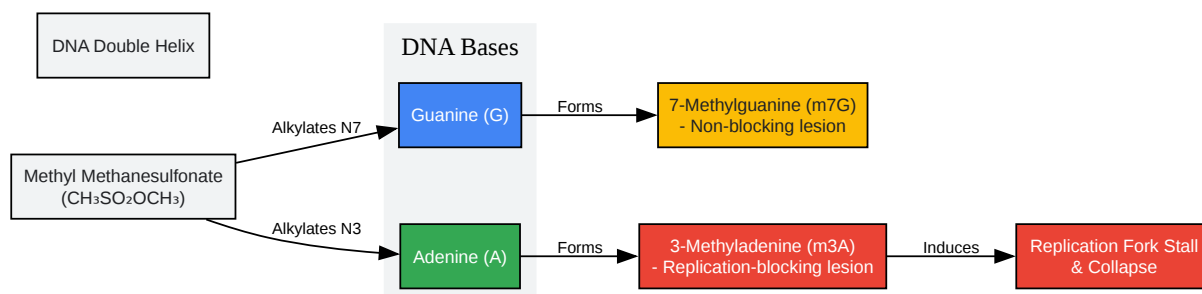 DNA Double Helix
DNA Bases
Guanine (G)
Forms
7-Methylguanine (m7G)
- Non-blocking lesion
Alkylates N7
Methyl Methanesulfonate
(CH₃SO₂OCH₃)
Alkylates N3
Adenine (A)
Forms
3-Methyladenine (m3A)
- Replication-blocking lesion
Induces
Replication Fork Stall
& Collapse